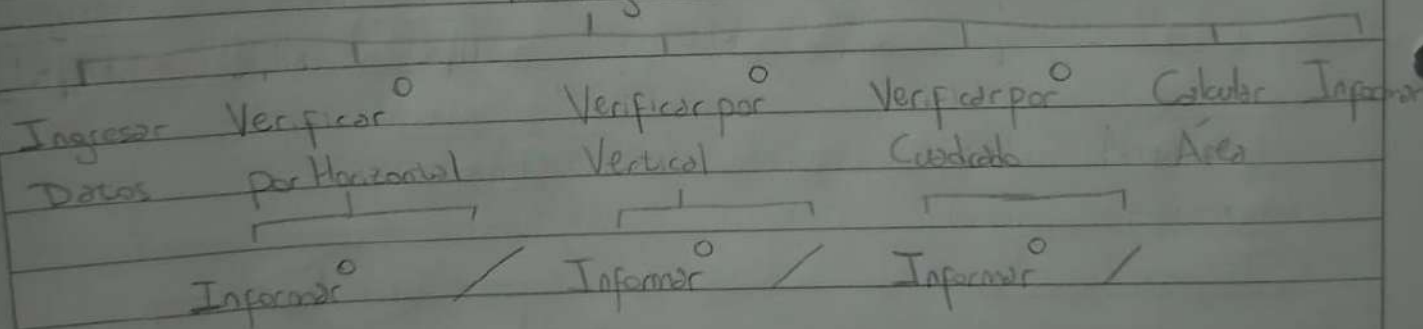 Ingresar Verificar o Verificar por o Verificar por o Calcular Informar
Datos por Horizontal Vertical Cuadrado Área
Informar o / Informar o / Informar o /